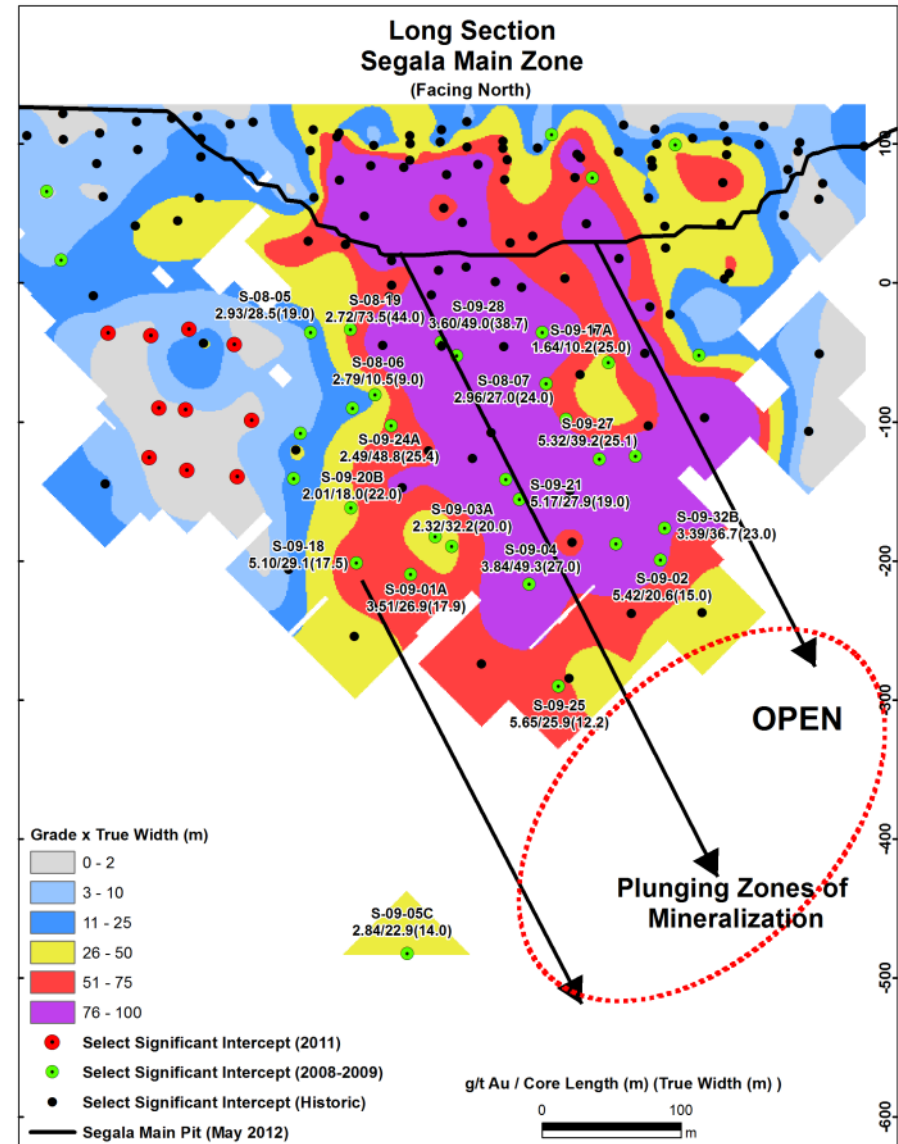 Long Section
Segala Main Zone
(Facing North)
100
0
-100
-200
-300
-400
-500
-600
S-08-05
2.93/28.5(19.0)
S-08-19
2.72/73.5(44.0)
S-09-28
3.60/49.0(38.7)
S-09-17A
1.64/10.2(25.0)
S-08-06
2.79/10.5(9.0)
S-08-07
2.96/27.0(24.0)
S-09-27
5.32/39.2(25.1)
S-09-24A
2.49/48.8(25.4)
S-09-20B
2.01/18.0(22.0)
S-09-21
5.17/27.9(19.0)
S-09-03A
2.32/32.2(20.0)
S-09-32B
3.39/36.7(23.0)
S-09-18
5.10/29.1(17.5)
S-09-04
3.84/49.3(27.0)
S-09-02
5.42/20.6(15.0)
S-09-01A
3.51/26.9(17.9)
S-09-25
5.65/25.9(12.2)
OPEN
Plunging Zones of
Mineralization
S-09-05C
2.84/22.9(14.0)
Grade x True Width (m)
0 - 2
3 - 10
11 - 25
26 - 50
51 - 75
76 - 100
Select Significant Intercept (2011)
Select Significant Intercept (2008-2009)
Select Significant Intercept (Historic)
Segala Main Pit (May 2012)
g/t Au / Core Length (m) (True Width (m) )
0 100
m